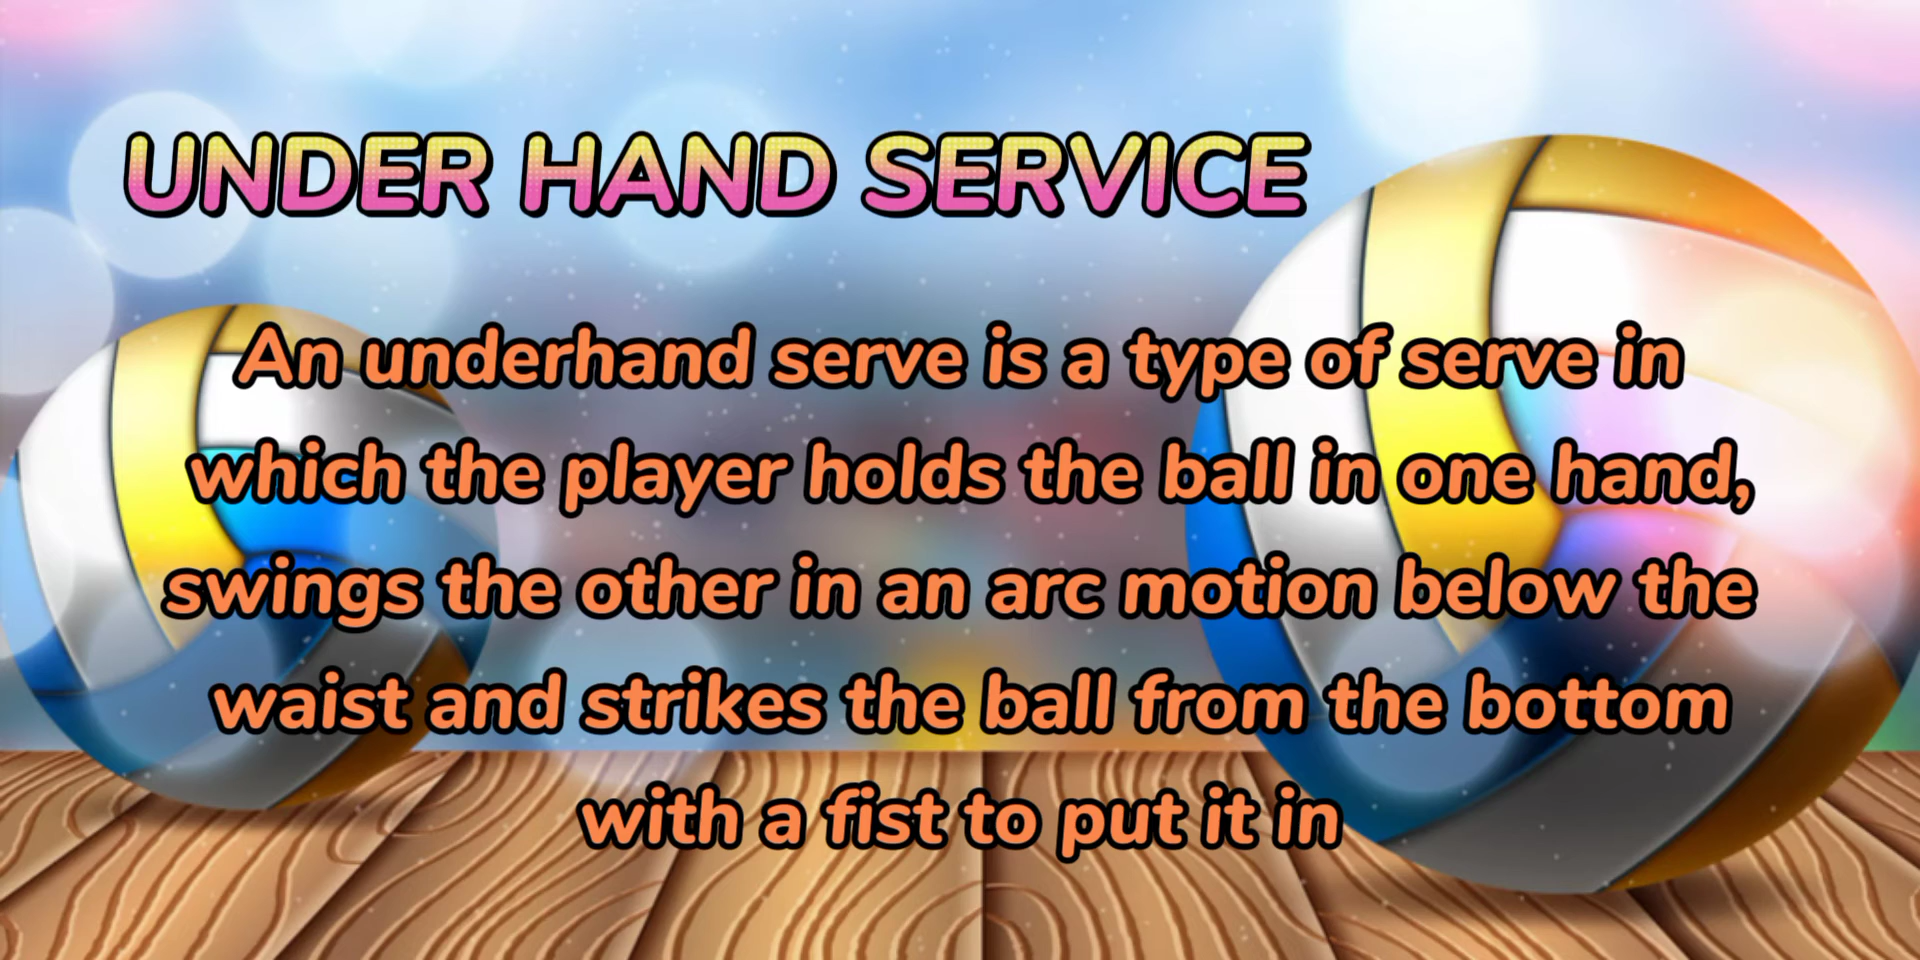 UNDER HAND SERVICE
An underhand serve is a type of serve in
which the player holds the ball in one hand,
swings the other in an arc motion below the
waist and strikes the ball from the bottom
with a fist to put it in